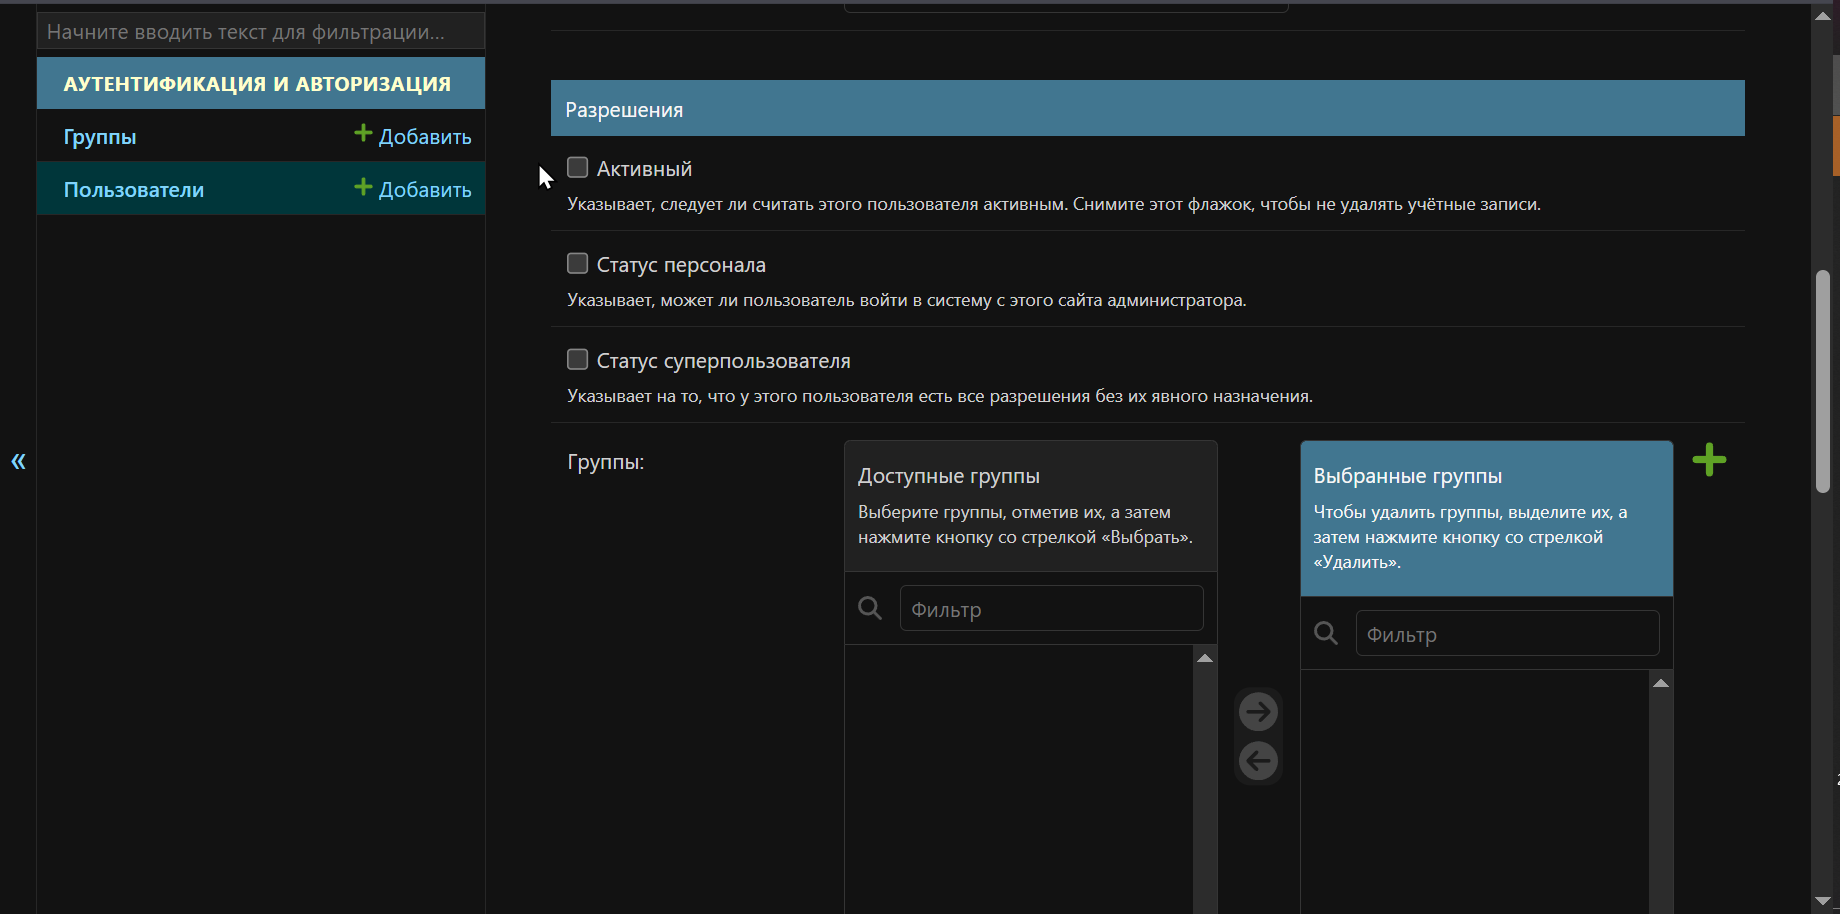 Начните вводить текст для фильтрации...
АУТЕНТИФИКАЦИЯ И АВТОРИЗАЦИЯ
Группы
Добавить
Пользователи
Добавить
«
Разрешения
Активный
Указывает, следует ли считать этого пользователя активным. Снимите этот флажок, чтобы не удалять учётные записи.
Статус персонала
Указывает, может ли пользователь войти в систему с этого сайта администратора.
Статус суперпользователя
Указывает на то, что у этого пользователя есть все разрешения без их явного назначения.
Группы:
Доступные группы
Выберите группы, отметив их, а затем
нажмите кнопку со стрелкой «Выбрать».
Фильтр
Выбранные группы
Чтобы удалить группы, выделите их, а
затем нажмите кнопку со стрелкой
«Удалить».
Фильтр